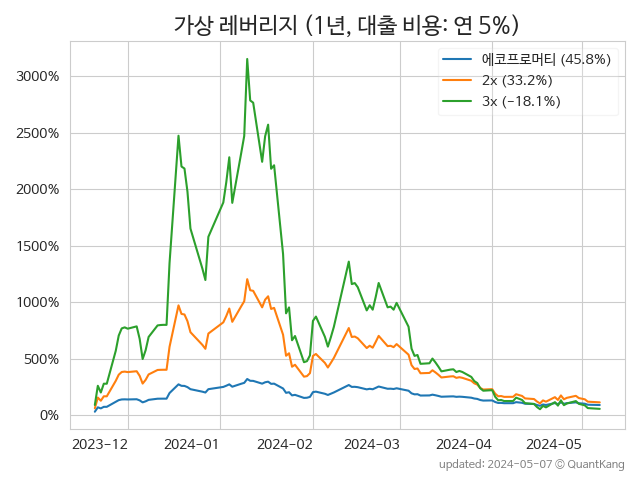 가상 레버리지 (1년, 대출 비용: 연 5%)
에코프로머티 (45.8%)
2x (33.2%)
3x (−18.1%)
3000%
2500%
2000%
1500%
1000%
500%
0%
2023-12 2024-01 2024-02 2024-03 2024-04 2024-05
updated: 2024-05-07 © QuantKang